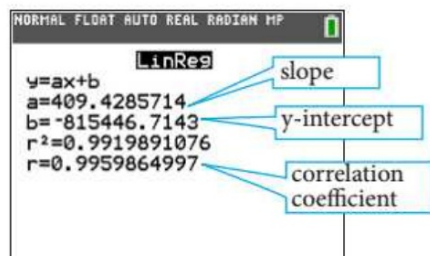 NORMAL FLOAT AUTO REAL RADIAN MP
LinReg
y=ax+b
a=409.4285714
b=-815446.7143
r²=0.9919891076
r=0.9959864997
slope
y-intercept
correlation
coefficient